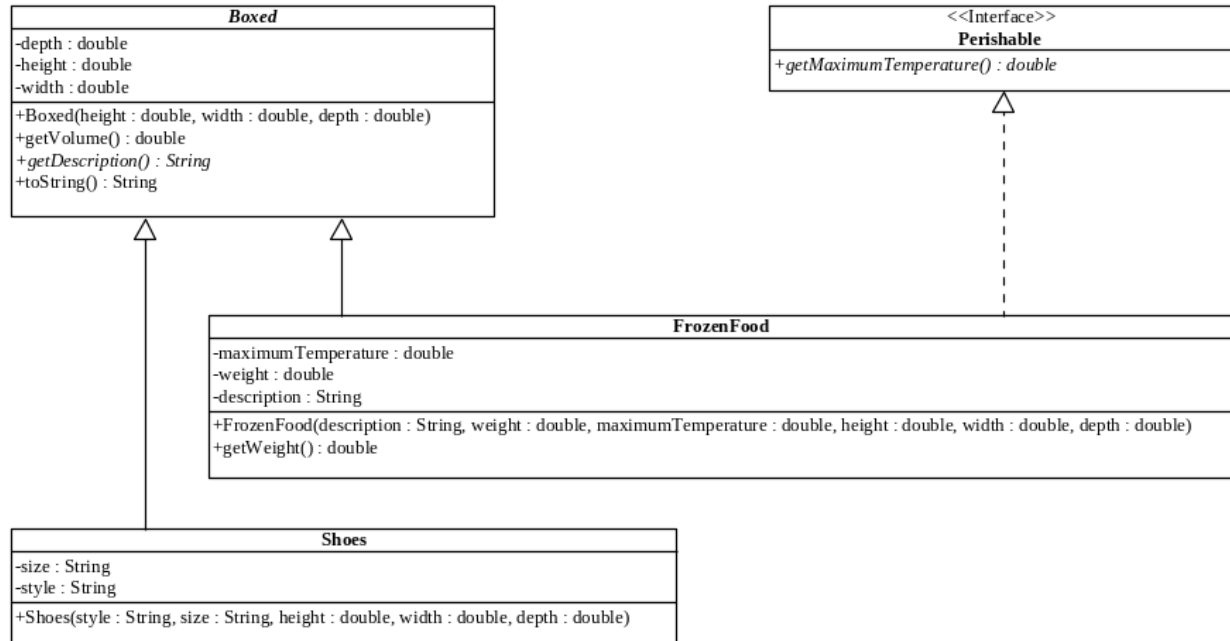 Boxed
-depth : double
-height : double
-width : double
+Boxed(height : double, width : double, depth : double)
+getVolume() : double
+getDescription() : String
+toString() : String
<<Interface>>
Perishable
+getMaximumTemperature() : double
FrozenFood
-maximumTemperature : double
-weight : double
-description : String
+FrozenFood(description : String, weight : double, maximumTemperature : double, height : double, width : double, depth : double)
+getWeight() : double
Shoes
-size : String
-style : String
+Shoes(style : String, size : String, height : double, width : double, depth : double)